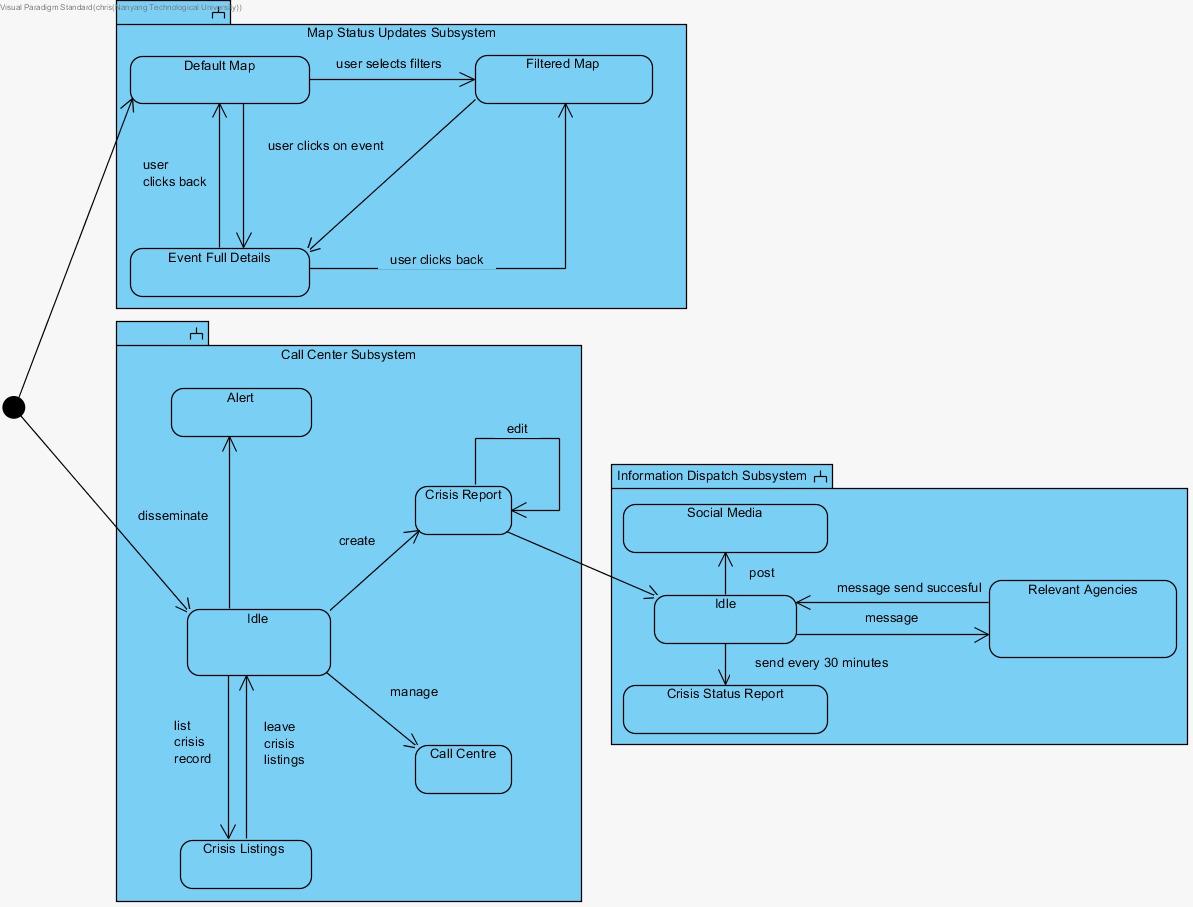 Visual Paradigm Standard(chris(Nanyang Technological University))
Map Status Updates Subsystem
Default Map
user selects filters
Filtered Map
user clicks on event
user
clicks back
Event Full Details
user clicks back
Call Center Subsystem
Alert
edit
Crisis Report
disseminate
create
Idle
manage
list
crisis
record
leave
crisis
listings
Call Centre
Crisis Listings
Information Dispatch Subsystem
Social Media
post
message send succesful
Relevant Agencies
Idle
message
send every 30 minutes
Crisis Status Report